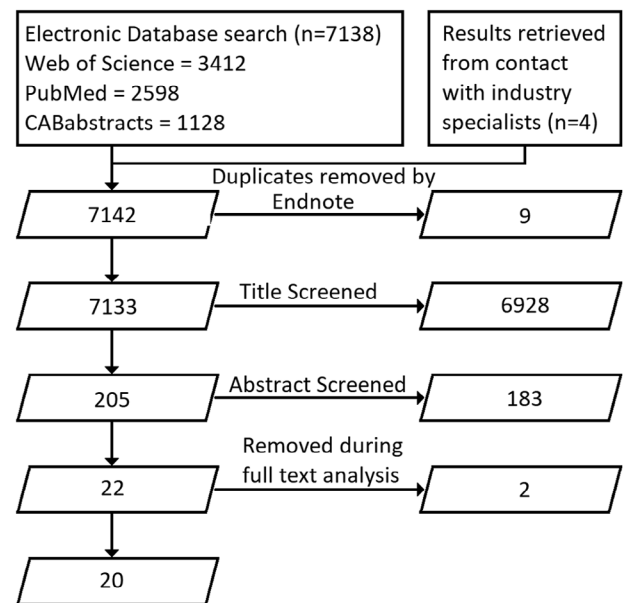 Electronic Database search (n=7138)
Web of Science = 3412
PubMed = 2598
CABabstracts = 1128
Results retrieved
from contact
with industry
specialists (n=4)
Duplicates removed by
Endnote
7142
9
Title Screened
7133
6928
Abstract Screened
205
183
Removed during
full text analysis
22
2
20